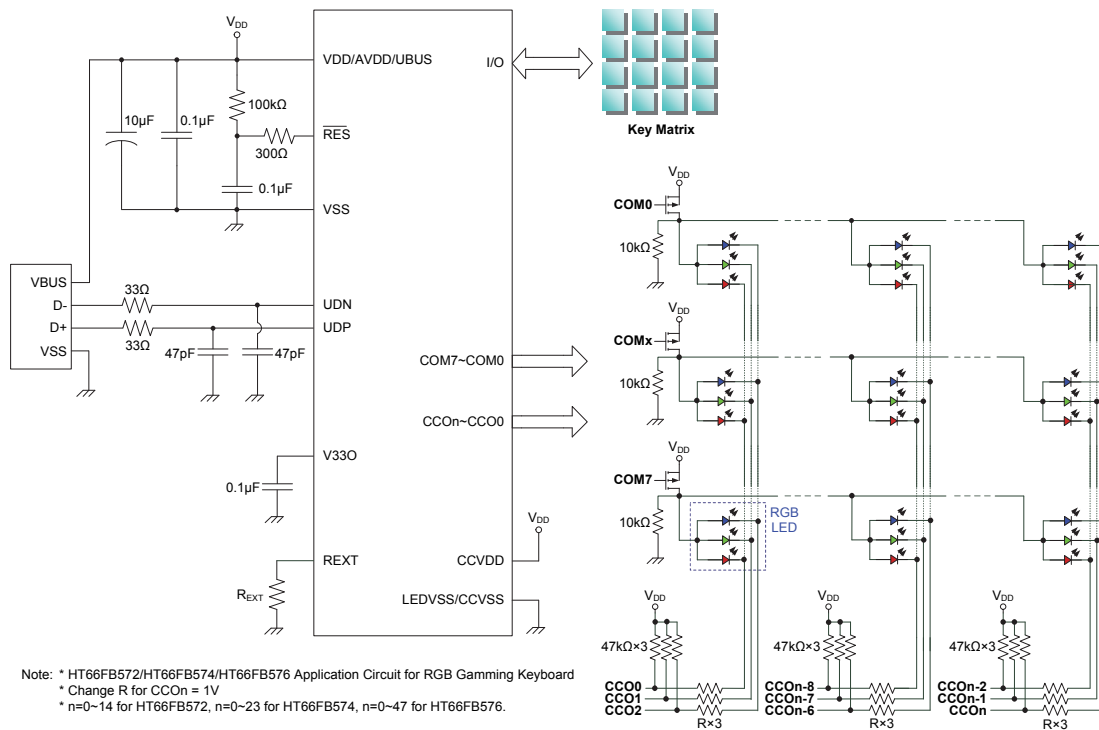 VDD
VDD/AVDD/UBUS
I/O
100kΩ
10µF
0.1µF
RES
300Ω
0.1µF
VSS
Key Matrix
VBUS
D-
D+
VSS
33Ω
33Ω
UDN
UDP
47pF
47pF
COM7~COM0
CCOn~CCO0
V33O
0.1µF
VDD
REXT
CCVDD
REXT
LEDVSS/CCVSS
VDD
COM0
10kΩ
VDD
COMx
10kΩ
VDD
COM7
10kΩ
RGB
LED
VDD
VDD
VDD
47kΩ×3
47kΩ×3
47kΩ×3
CCO0
CCO1
CCO2
R×3
CCOn-8
CCOn-7
CCOn-6
R×3
CCOn-2
CCOn-1
CCOn
R×3
Note: * HT66FB572/HT66FB574/HT66FB576 Application Circuit for RGB Gamming Keyboard
* Change R for CCOn = 1V
* n=0~14 for HT66FB572, n=0~23 for HT66FB574, n=0~47 for HT66FB576.